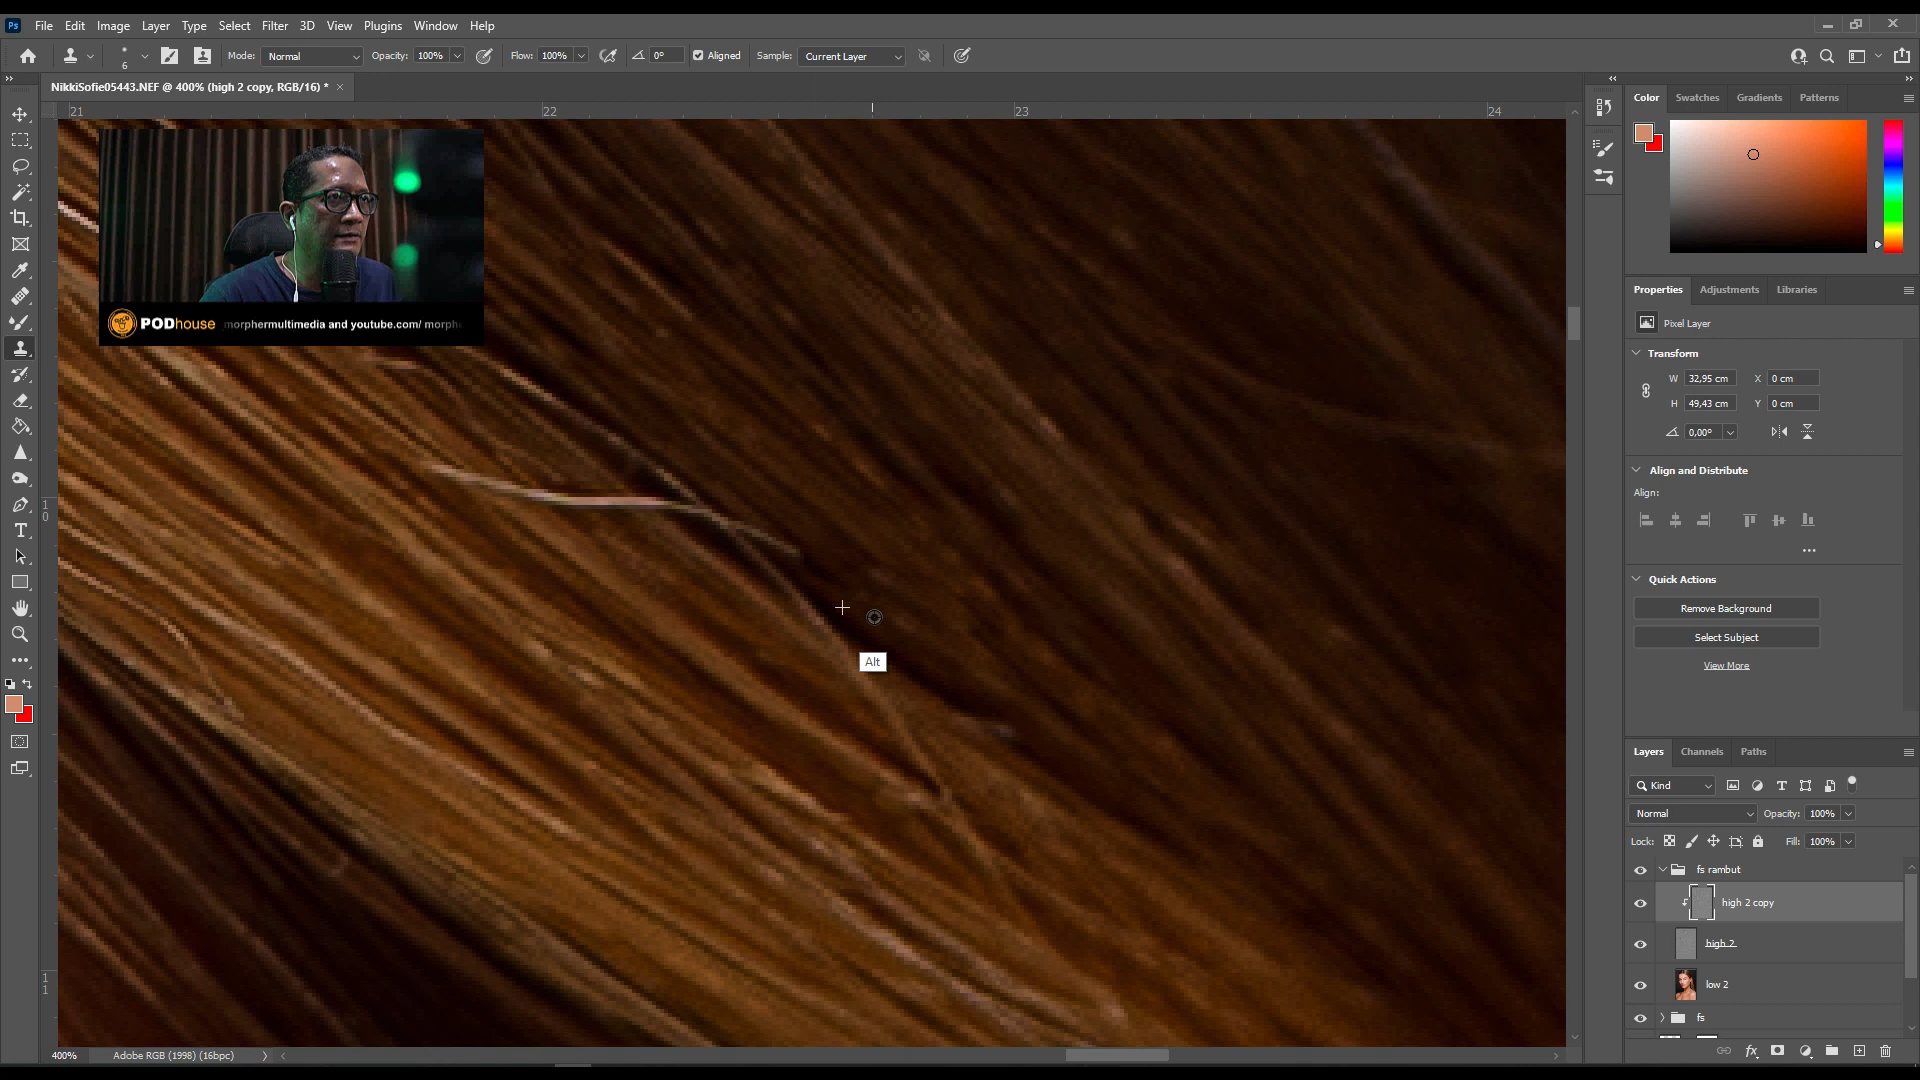 Ps File Edit Image Layer Type Select Filter 3D View Plugins Window Help
6 Mode: Normal Opacity: 100% Flow: 100% 0° Aligned Sample: Current Layer
NikkiSofie05443.NEF @ 400% (high 2 copy, RGB/16) * ×
21 22 23 24
Color Swatches Gradients Patterns
PODhouse morphermultimedia and youtube.com/ morph
Properties Adjustments Libraries
Pixel Layer
Transform
W 32,95 cm X 0 cm
H 49,43 cm Y 0 cm
0,00°
Align and Distribute
Align:
10
Quick Actions
Remove Background
Select Subject
View More
Alt
Layers Channels Paths
Kind
Normal Opacity: 100%
Lock: Fill: 100%
fs rambut
high 2 copy
high 2
low 2
11
fs
400% Adobe RGB (1998) (16bpc)